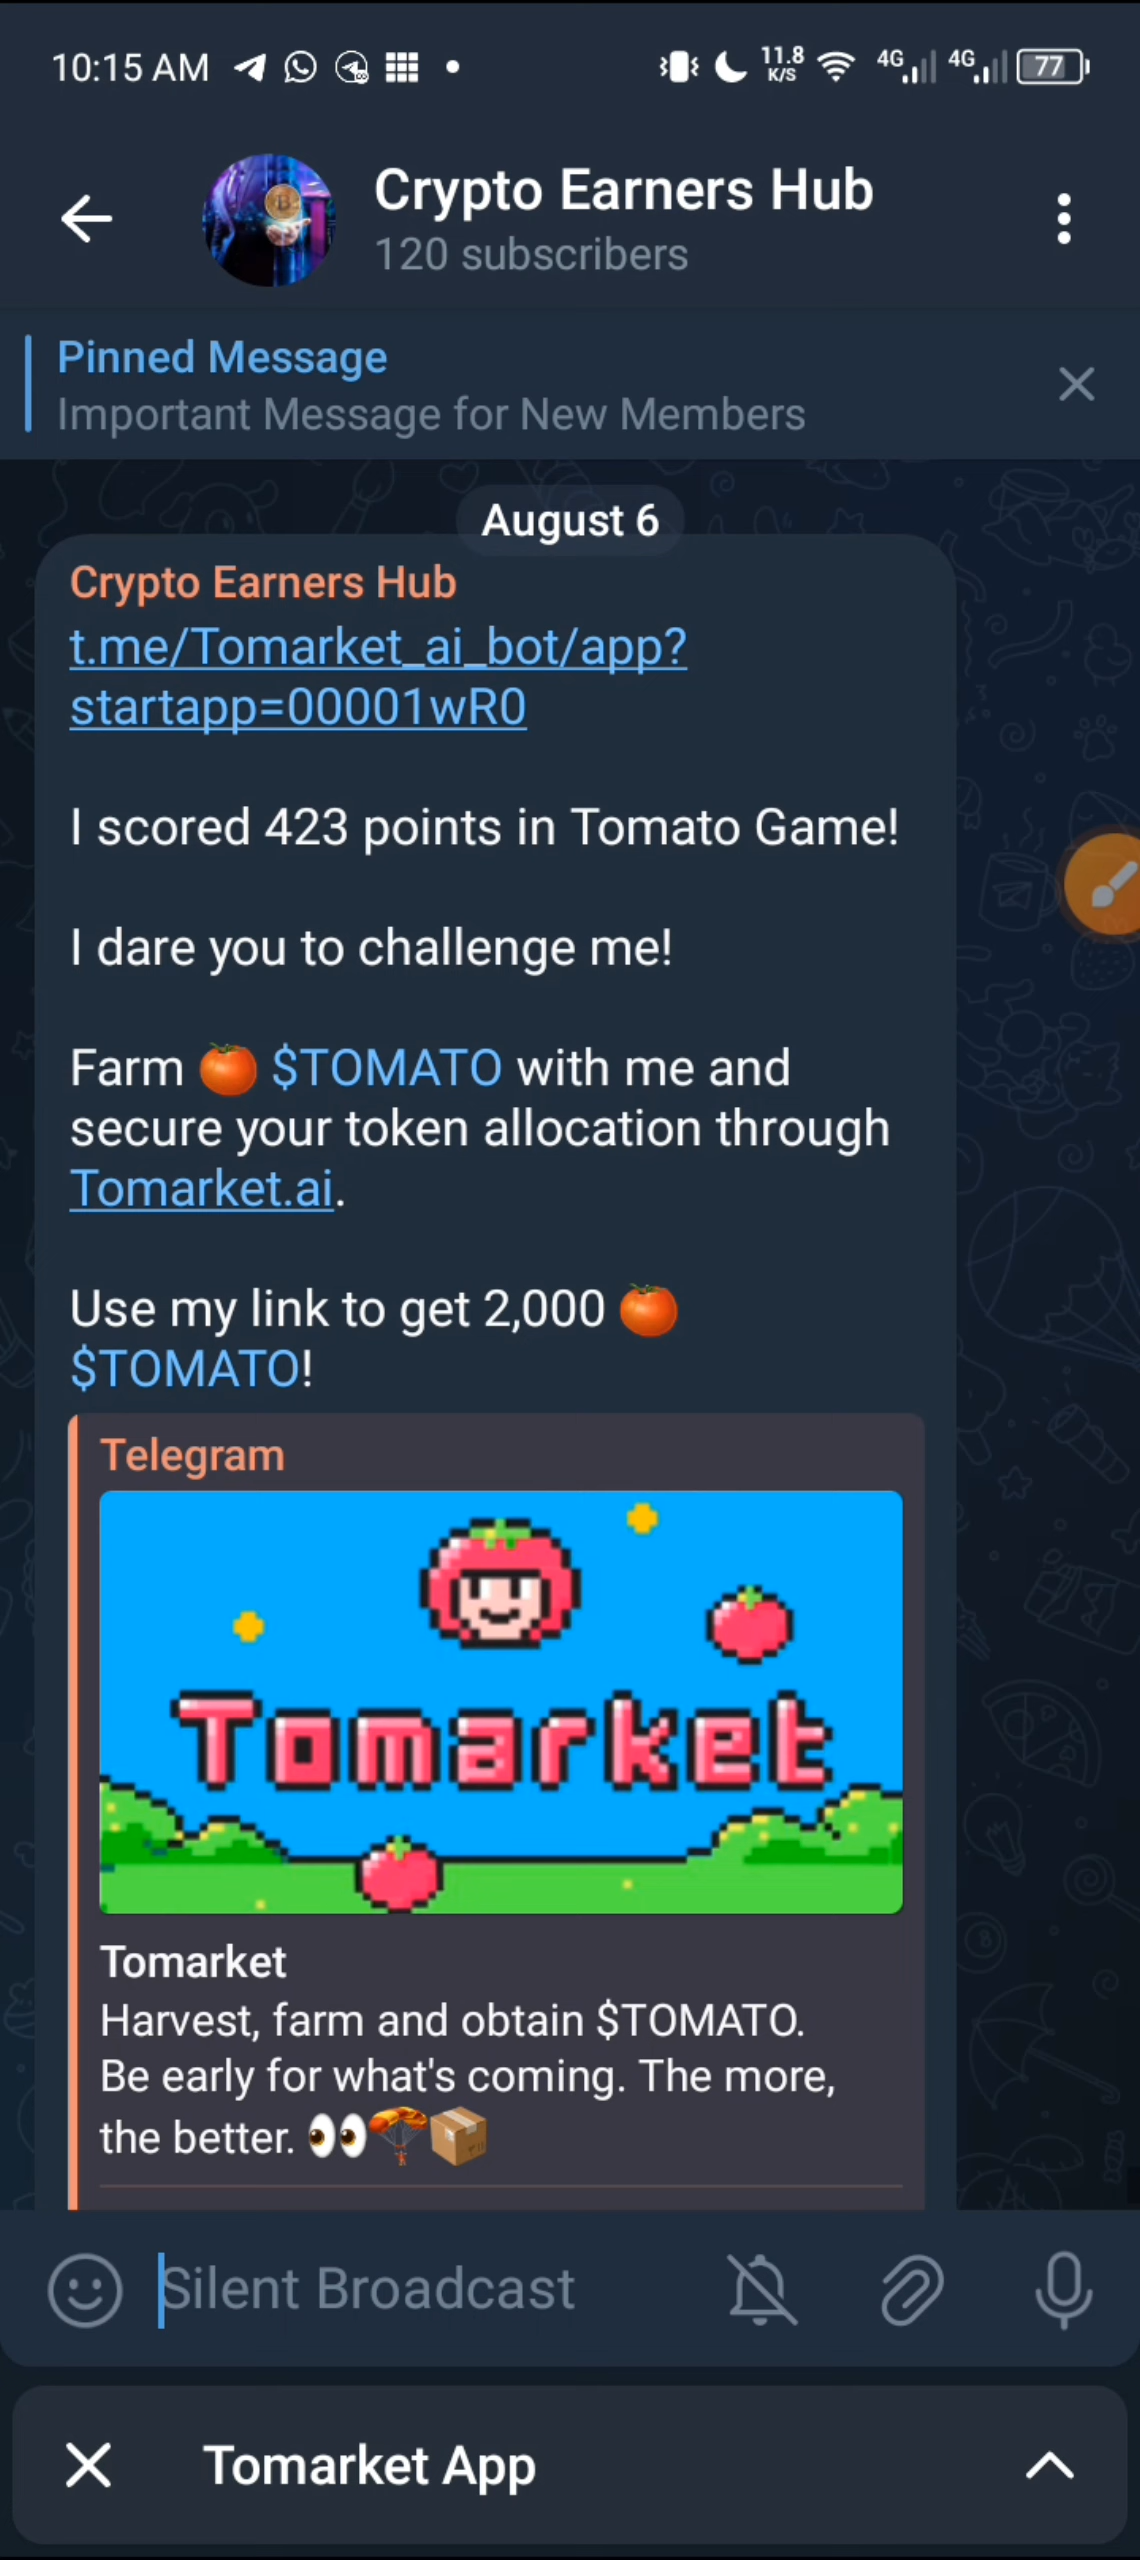 10:15 AM
11.8
K/S
4G
4G
77
Crypto Earners Hub
120 subscribers
Pinned Message
Important Message for New Members
August 6
Crypto Earners Hub
t.me/Tomarket_ai_bot/app?
startapp=00001wR0
I scored 423 points in Tomato Game!
I dare you to challenge me!
Farm 🍅 $TOMATO with me and
secure your token allocation through
Tomarket.ai.
Use my link to get 2,000 🍅
$TOMATO!
Telegram
Tomarket
Tomarket
Harvest, farm and obtain $TOMATO.
Be early for what's coming. The more,
the better. 👀🪂📦
Silent Broadcast
Tomarket App